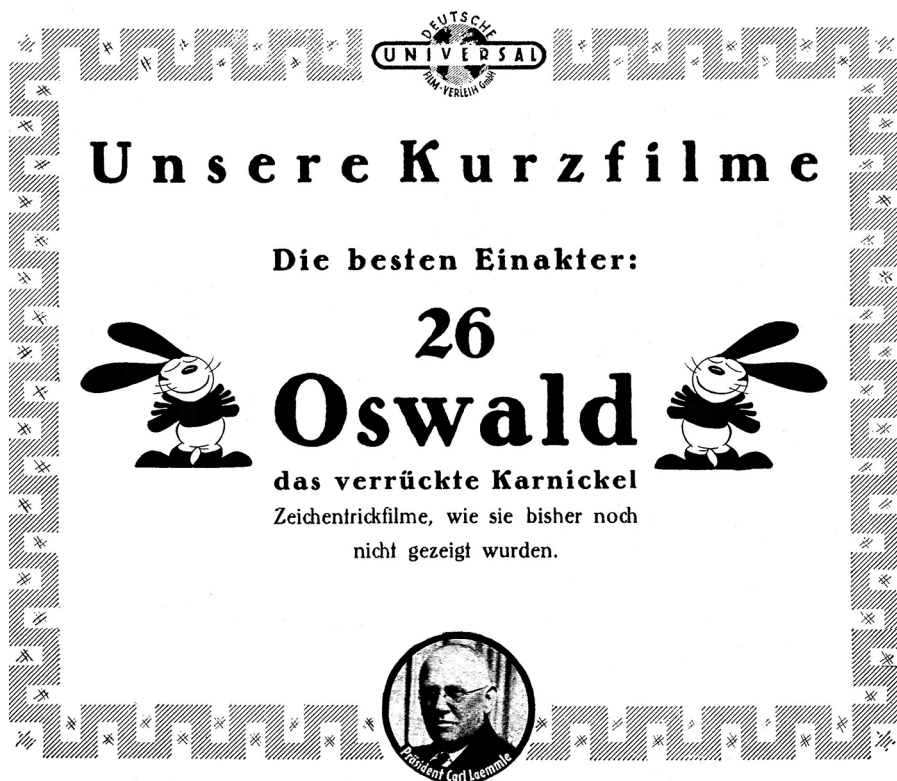 DEUTSCHE
UNIVERSAL
FILM-VERLEIH GmbH
Unsere Kurzfilme
Die besten Einakter:
26
Oswald
das verrückte Karnickel
Zeichentrickfilme, wie sie bisher noch
nicht gezeigt wurden.
Präsident Carl Laemmle